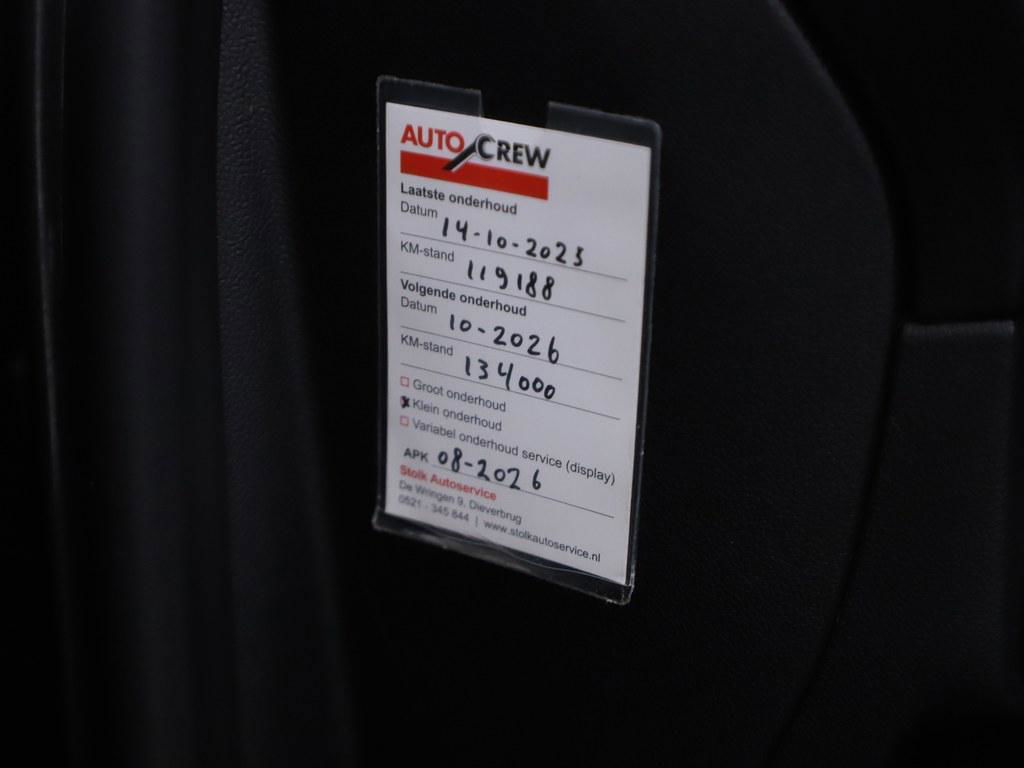 AUTO CREW
Laatste onderhoud
Datum 14-10-2025
KM-stand 119188
Volgende onderhoud
Datum 10-2026
KM-stand 134000
Groot onderhoud
x Klein onderhoud
Variabel onderhoud service (display)
APK 08-2026
Stolk Autoservice
De Wringen 9, Dieverbrug
0521 - 345 844 | www.stolkautoservice.nl